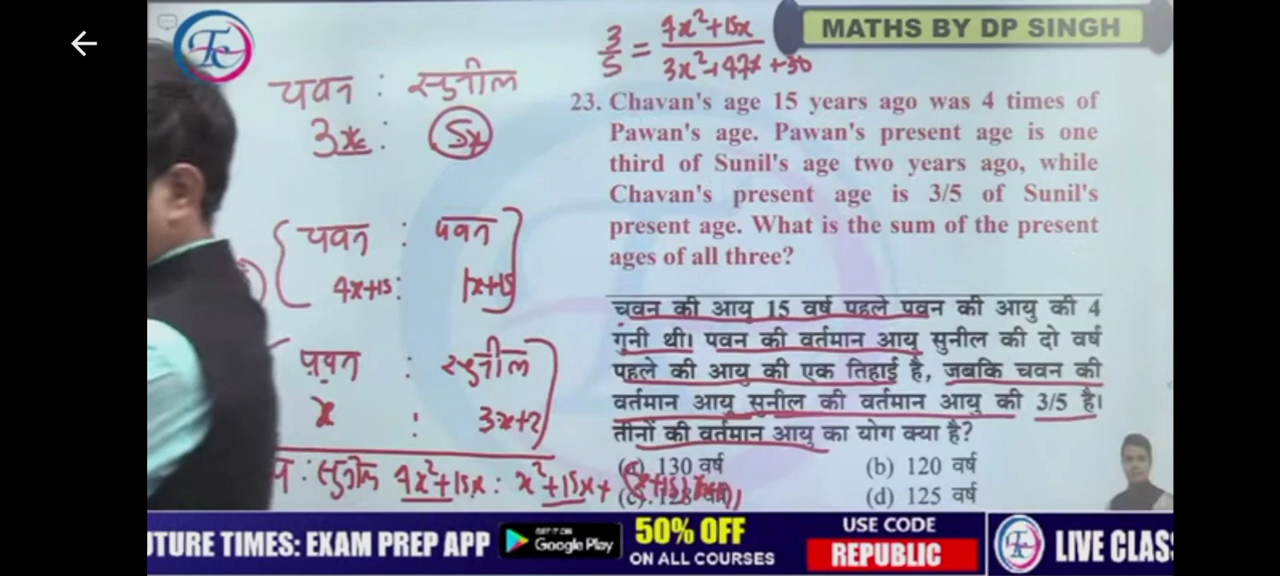 चवन : सुनील
3x : 5x
चवन : पवन
4x+15 : 1x+15
पवन : सुनील
x : 3x+2
: सुनील 4x²+15x : x²+15x+
3/5 = 4x²+15x / 3x²+47x+30
MATHS BY DP SINGH
23. Chavan's age 15 years ago was 4 times of
Pawan's age. Pawan's present age is one
third of Sunil's age two years ago, while
Chavan's present age is 3/5 of Sunil's
present age. What is the sum of the present
ages of all three?
चवन की आयु 15 वर्ष पहले पवन की आयु की 4
गुनी थी। पवन की वर्तमान आयु सुनील की दो वर्ष
पहले की आयु की एक तिहाई है, जबकि चवन की
वर्तमान आयु सुनील की वर्तमान आयु की 3/5 है।
तीनों की वर्तमान आयु का योग क्या है?
(a) 130 वर्ष (b) 120 वर्ष
(c) 128 वर्ष (d) 125 वर्ष
UTURE TIMES: EXAM PREP APP GET IT ON Google Play 50% OFF ON ALL COURSES USE CODE REPUBLIC LIVE CLAS